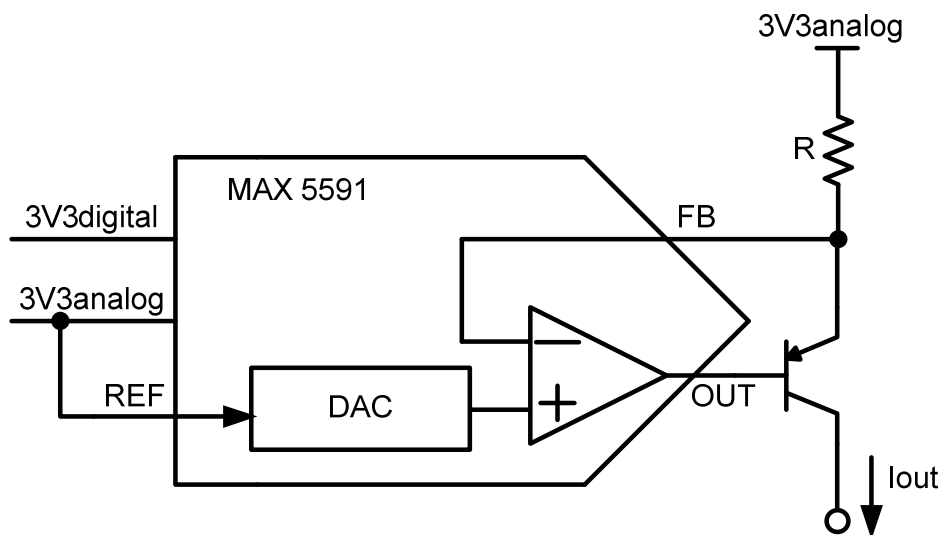 3V3analog
R
MAX 5591
3V3digital
FB
3V3analog
REF
DAC
OUT
Iout